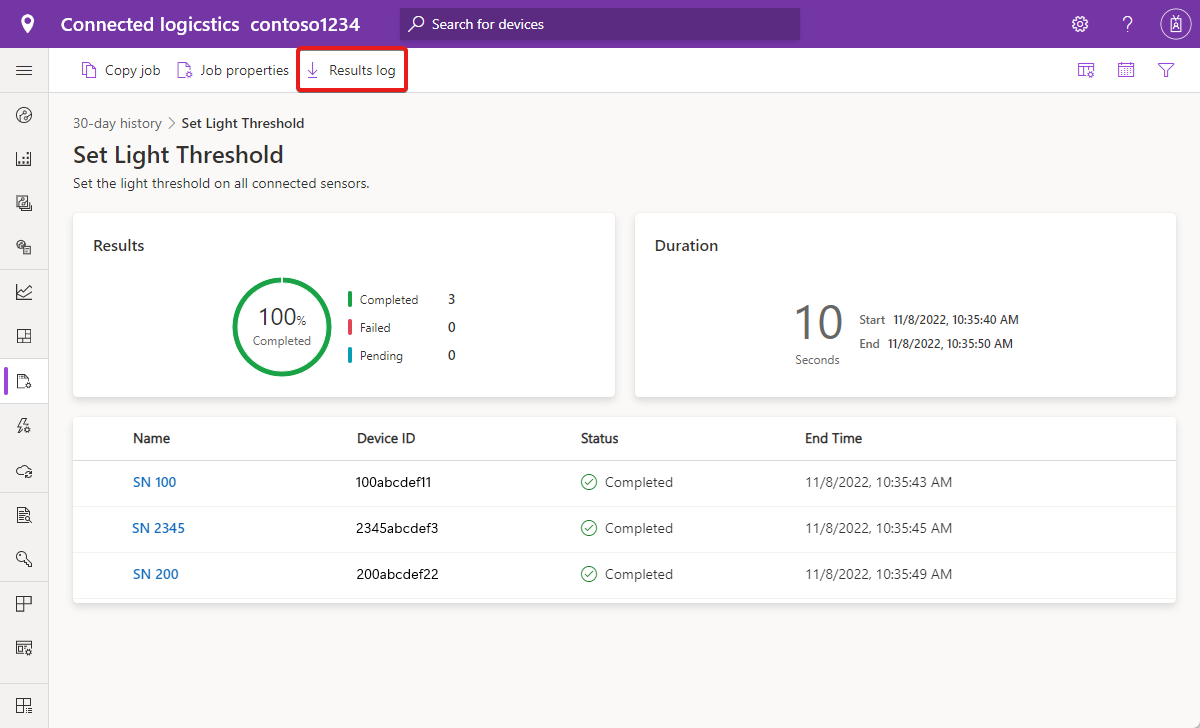 Connected logicstics contoso1234
Search for devices
?
Copy job
Job properties
Results log
30-day history > Set Light Threshold
Set Light Threshold
Set the light threshold on all connected sensors.
Results
100%
Completed
Completed 3
Failed 0
Pending 0
Duration
10
Seconds
Start 11/8/2022, 10:35:40 AM
End 11/8/2022, 10:35:50 AM
Name Device ID Status End Time
SN 100 100abcdef11 Completed 11/8/2022, 10:35:43 AM
SN 2345 2345abcdef3 Completed 11/8/2022, 10:35:45 AM
SN 200 200abcdef22 Completed 11/8/2022, 10:35:49 AM